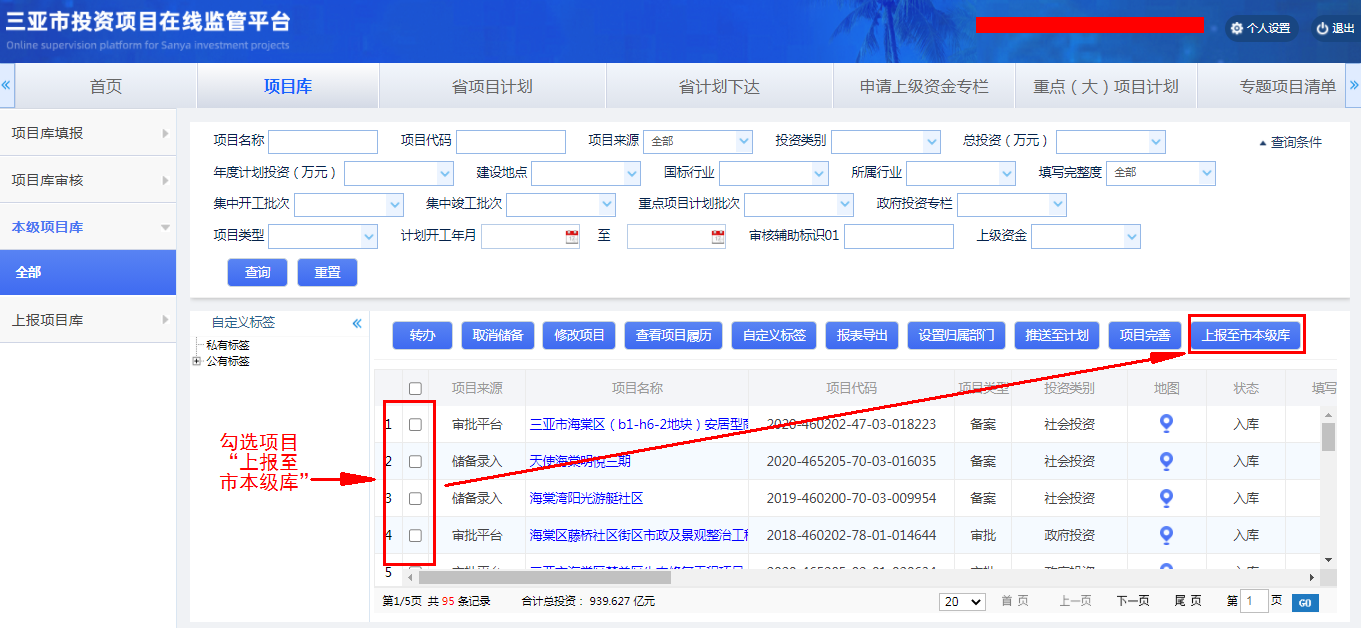 三亚市投资项目在线监管平台
Online supervision platform for Sanya investment projects
个人设置 退出
首页 项目库 省项目计划 省计划下达 申请上级资金专栏 重点（大）项目计划 专题项目清单
项目库填报
项目库审核
本级项目库
全部
上报项目库
项目名称 项目代码 项目来源 全部 投资类别 总投资（万元） 查询条件
年度计划投资（万元） 建设地点 国标行业 所属行业 填写完整度 全部
集中开工批次 集中竣工批次 重点项目计划批次 政府投资专栏
项目类型 计划开工年月 至 审核辅助标识01 上级资金
查询 重置
自定义标签
私有标签
公有标签
转办 取消储备 修改项目 查看项目履历 自定义标签 报表导出 设置归属部门 推送至计划 项目完善 上报至市本级库
项目来源 项目名称 项目代码 项目类型 投资类别 地图 状态 填写
1 审批平台 三亚市海棠区（b1-h6-2地块）安居型商 2020-460202-47-03-018223 备案 社会投资 入库
2 储备录入 天使海棠明悦三期 2020-465205-70-03-016035 备案 社会投资 入库
3 储备录入 海棠湾阳光游艇社区 2019-460200-70-03-009954 备案 社会投资 入库
4 审批平台 海棠区藤桥社区街区市政及景观整治工程 2018-460202-78-01-014644 审批 政府投资 入库
5
勾选项目
“上报至
市本级库”
第1/5页 共 95 条记录 合计总投资： 939.627 亿元 20 首 页 上一页 下一页 尾 页 第 1 页 GO